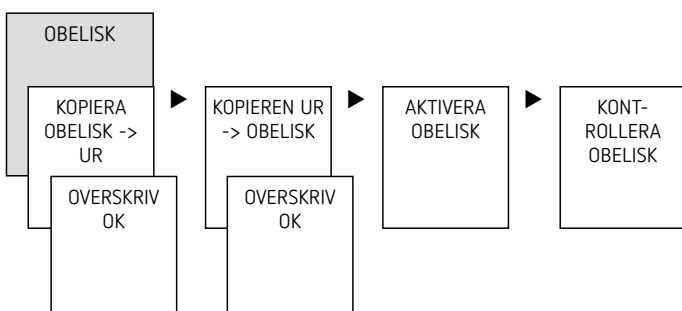 OBELISK
KOPIERA
OBELISK ->
UR
OVERSKRIV
OK
KOPIEREN UR
-> OBELISK
OVERSKRIV
OK
AKTIVERA
OBELISK
KONT-
ROLLERA
OBELISK